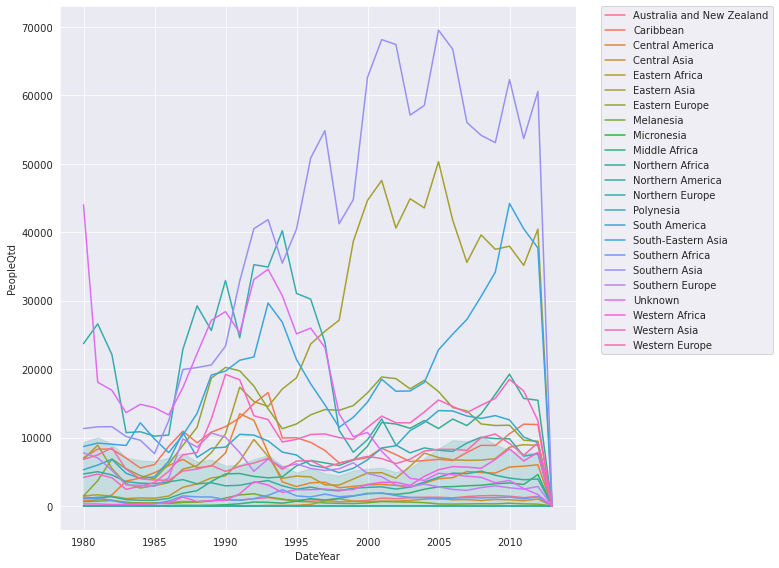 70000
60000
50000
40000
30000
20000
10000
0
PeopleQtd
1980
1985
1990
1995
2000
2005
2010
DateYear
Australia and New Zealand
Caribbean
Central America
Central Asia
Eastern Africa
Eastern Asia
Eastern Europe
Melanesia
Micronesia
Middle Africa
Northern Africa
Northern America
Northern Europe
Polynesia
South America
South-Eastern Asia
Southern Africa
Southern Asia
Southern Europe
Unknown
Western Africa
Western Asia
Western Europe